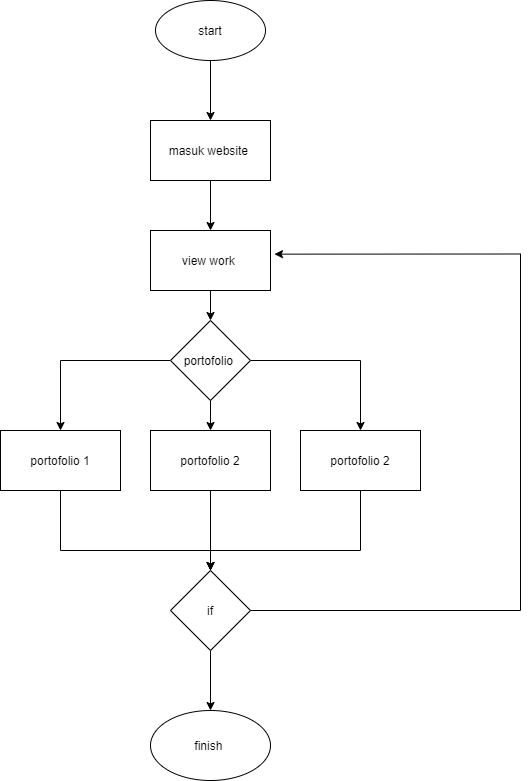 start
masuk website
view work
portofolio
portofolio 1
portofolio 2
portofolio 2
if
finish